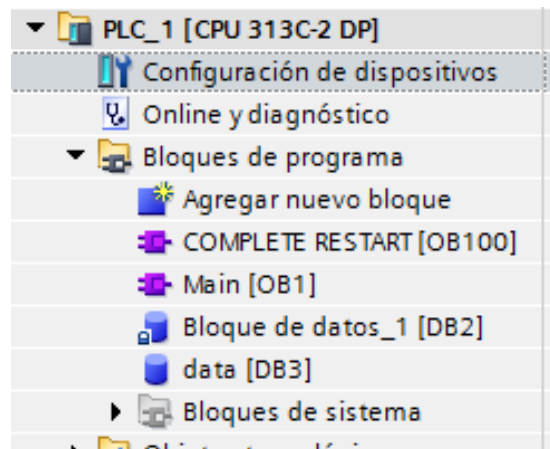 PLC_1 [CPU 313C-2 DP]
Configuración de dispositivos
Online y diagnóstico
Bloques de programa
Agregar nuevo bloque
COMPLETE RESTART [OB100]
Main [OB1]
Bloque de datos_1 [DB2]
data [DB3]
Bloques de sistema